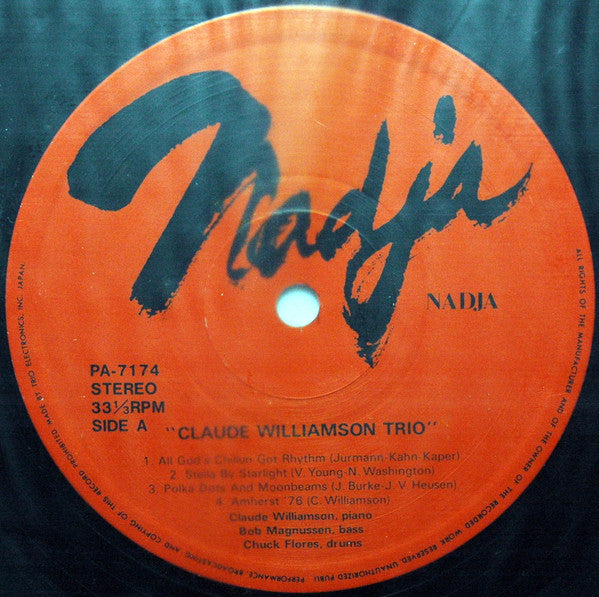 Nadja
NADJA
PA-7174
STEREO
33⅓RPM
SIDE A
"CLAUDE WILLIAMSON TRIO"
1. All God's Chillun Got Rhythm (Jurmann-Kahn-Kaper)
2. Stella By Starlight (V. Young-N. Washington)
3. Polka Dots And Moonbeams (J. Burke-J. V Heusen)
4. Amherst '76 (C. Williamson)
Claude Williamson, piano
Bob Magnussen, bass
Chuck Flores, drums
ALL RIGHTS OF THE MANUFACTURER AND OF THE OWNER OF THE RECORDED WORK RESERVED. UNAUTHORIZED PUBLI PERFORMANCE BROADCASTING AND COPYING OF THIS RECORD PROHIBITED. MADE BY TRIO ELECTRONICS, INC. JAPAN.